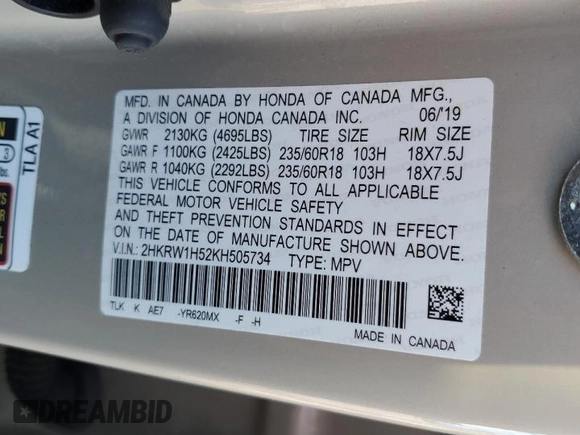 MFD. IN CANADA BY HONDA OF CANADA MFG.,
A DIVISION OF HONDA CANADA INC. 06/'19
GVWR 2130KG (4695LBS) TIRE SIZE RIM SIZE
GAWR F 1100KG (2425LBS) 235/60R18 103H 18X7.5J
GAWR R 1040KG (2292LBS) 235/60R18 103H 18X7.5J
THIS VEHICLE CONFORMS TO ALL APPLICABLE
FEDERAL MOTOR VEHICLE SAFETY
AND THEFT PREVENTION STANDARDS IN EFFECT
ON THE DATE OF MANUFACTURE SHOWN ABOVE.
V.I.N.: 2HKRW1H52KH505734 TYPE: MPV
TLK K AE7 -YR620MX -F -H
MADE IN CANADA
TLA A1
3
DREAMBID